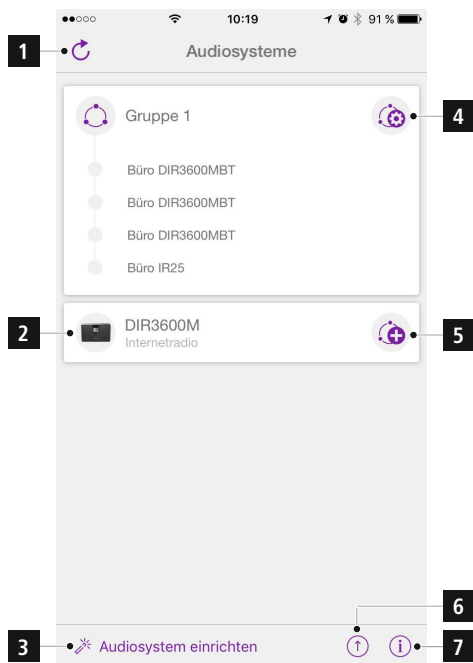 10:19
91 %
1
Audiosysteme
Gruppe 1
4
Büro DIR3600MBT
Büro DIR3600MBT
Büro DIR3600MBT
Büro IR25
2
DIR3600M
Internetradio
5
6
3
Audiosystem einrichten
i
7